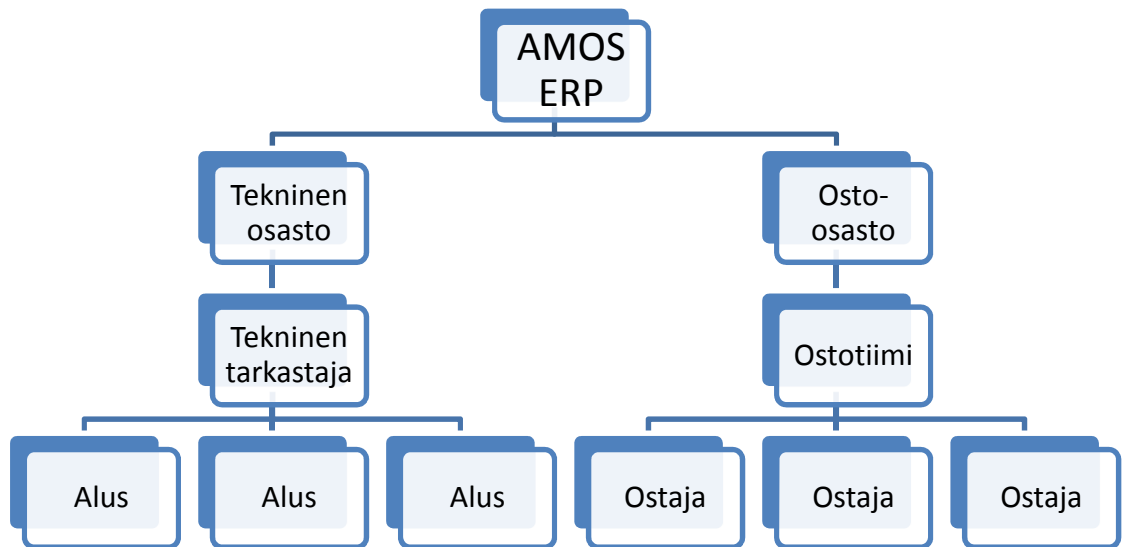 AMOS
ERP
Tekninen
osasto
Osto-
osasto
Tekninen
tarkastaja
Ostotiimi
Alus
Alus
Alus
Ostaja
Ostaja
Ostaja